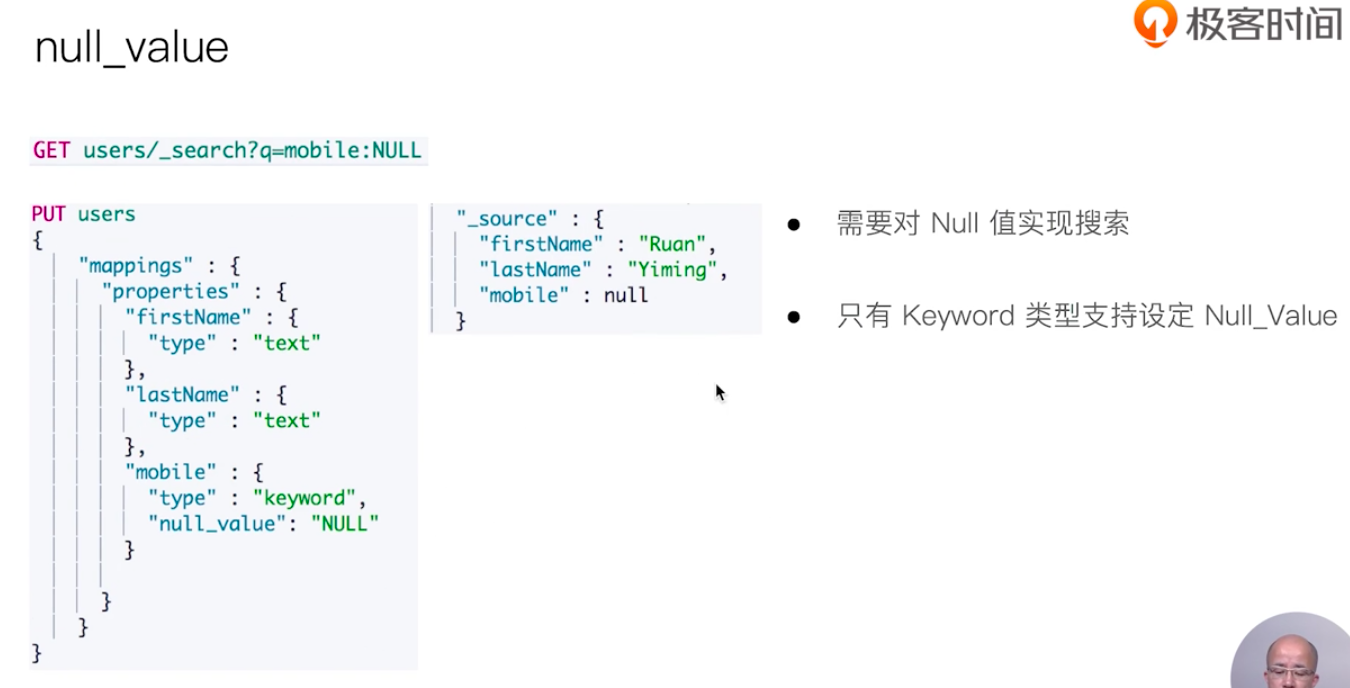 极客时间
null_value
GET users/_search?q=mobile:NULL
PUT users
{
"mappings" : {
"properties" : {
"firstName" : {
"type" : "text"
},
"lastName" : {
"type" : "text"
},
"mobile" : {
"type" : "keyword",
"null_value": "NULL"
}
}
}
}
"_source" : {
"firstName" : "Ruan",
"lastName" : "Yiming",
"mobile" : null
}
● 需要对 Null 值实现搜索
● 只有 Keyword 类型支持设定 Null_Value